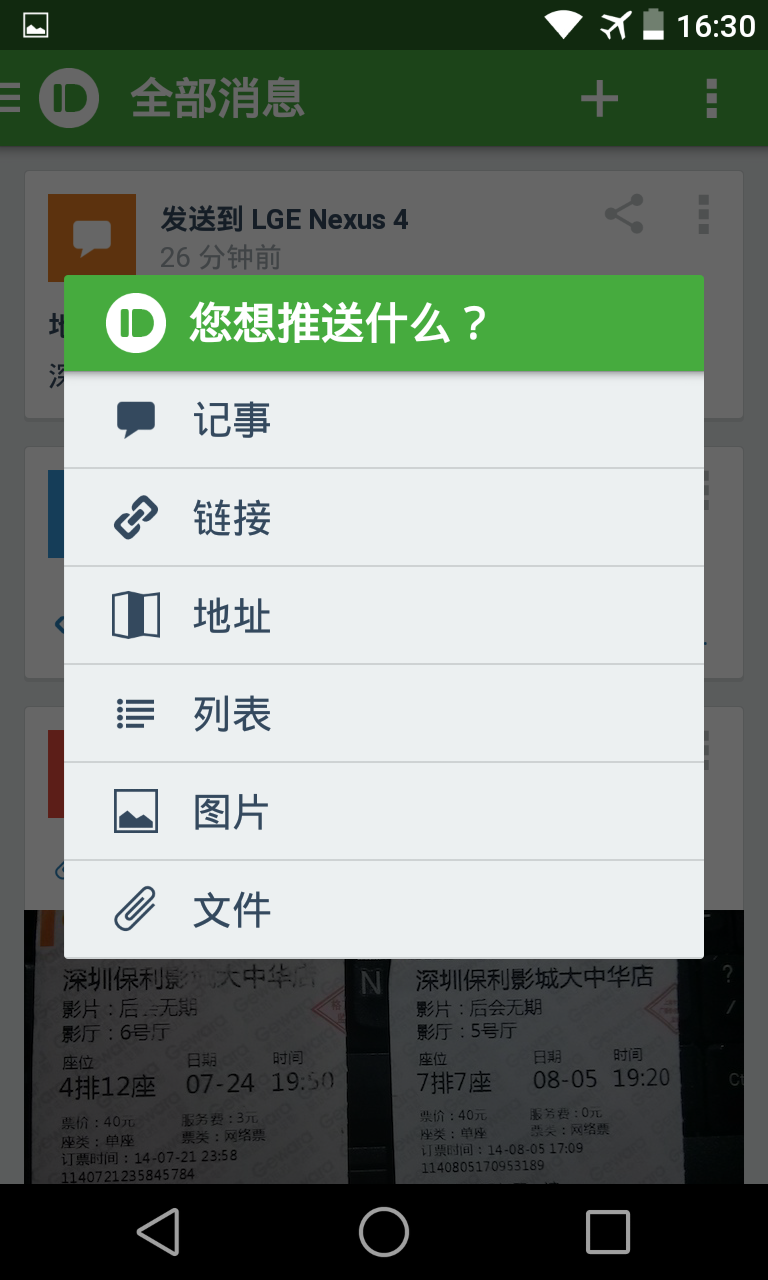 16:30
全部消息
发送到 LGE Nexus 4
26 分钟前
您想推送什么？
记事
链接
地址
列表
图片
文件
深圳保利影城大中华店
影片：后会无期
影厅：6号厅
座位 日期 时间
4排12座 07-24 19:50
票价：40元 服务费：3元
座类：单座 票类：网络票
订票时间：14-07-21 23:58
1140721235845784
N
深圳保利影城大中华店
影片：后会无期
影厅：5号厅
座位 日期 时间
7排7座 08-05 19:20
票价：40元 服务费：0元
座类：单座 票类：网络票
订票时间：14-08-05 17:09
1140805170953189
?
/
Ct